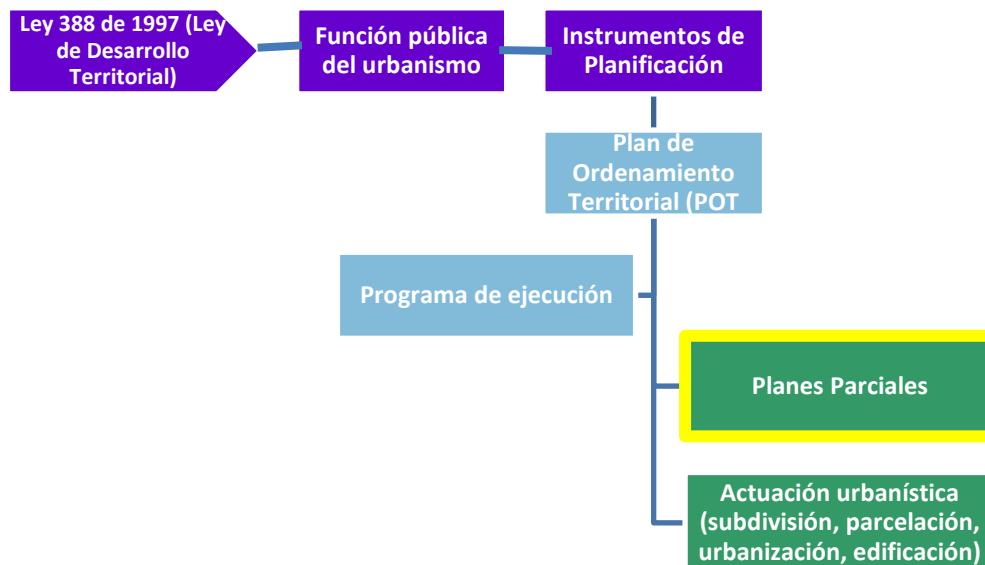 Ley 388 de 1997 (Ley
de Desarrollo
Territorial)
Función pública
del urbanismo
Instrumentos de
Planificación
Plan de
Ordenamiento
Territorial (POT
Programa de ejecución
Planes Parciales
Actuación urbanística
(subdivisión, parcelación,
urbanización, edificación)